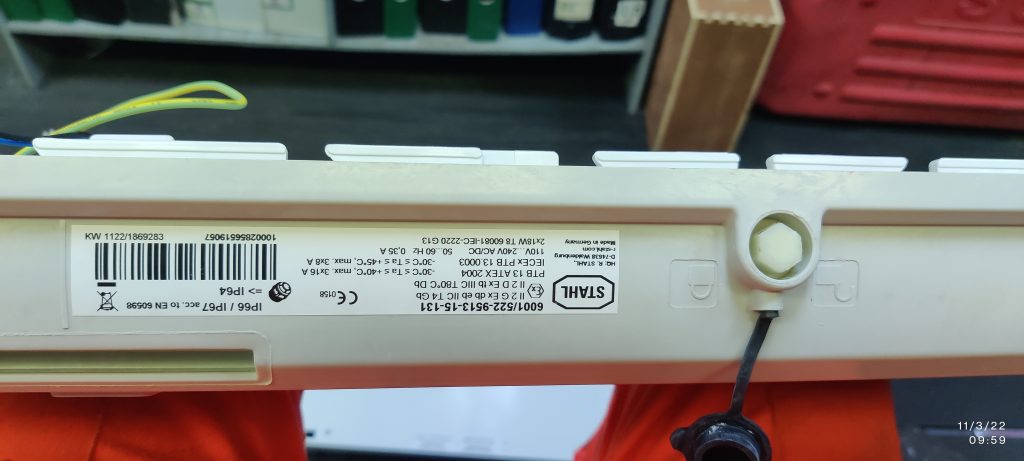 STAHL
HQ: R. STAHL,
D-74638 Waldenburg
r-stahl.com
Made in Germany
6001/522-9513-15-131
II 2 G Ex db eb IIC T4 Gb
II 2 D Ex tb IIIC T80°C Db
PTB 13 ATEX 2004
IECEx PTB 13.0003
110V...240V AC/DC 50...60 Hz 0,35 A
2x18W T8 60081-IEC-2220 G13
CE 0158
-30°C ≤ Ta ≤ +40°C, max. 3x16 A
-30°C ≤ Ta ≤ +45°C, max. 3x8 A
IP66 / IP67 acc. to EN 60598
=> IP64
10002856519057
KW 1122/1869283
11/3/22
09:59